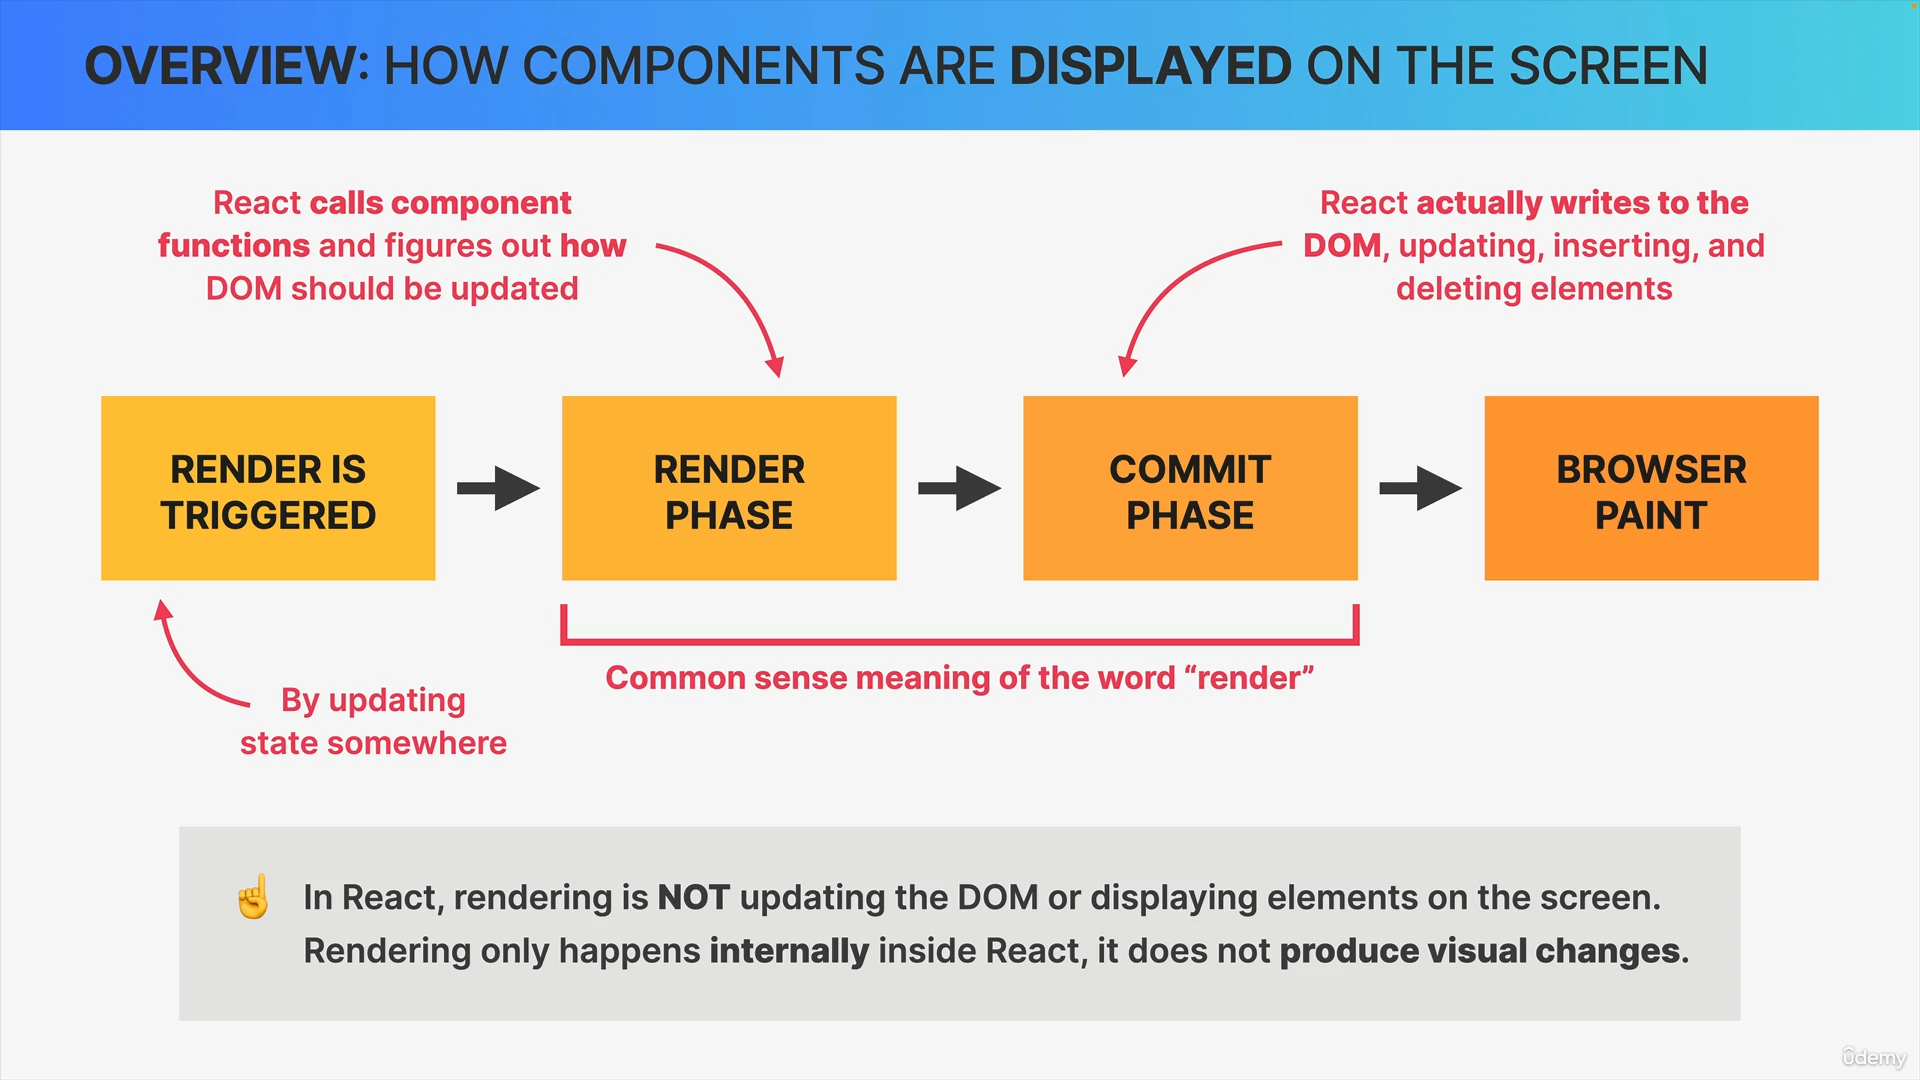 OVERVIEW: HOW COMPONENTS ARE DISPLAYED ON THE SCREEN
React calls component
functions and figures out how
DOM should be updated
React actually writes to the
DOM, updating, inserting, and
deleting elements
RENDER IS
TRIGGERED
RENDER
PHASE
COMMIT
PHASE
BROWSER
PAINT
By updating
state somewhere
Common sense meaning of the word “render”
☝️ In React, rendering is NOT updating the DOM or displaying elements on the screen.
Rendering only happens internally inside React, it does not produce visual changes.
ûdemy